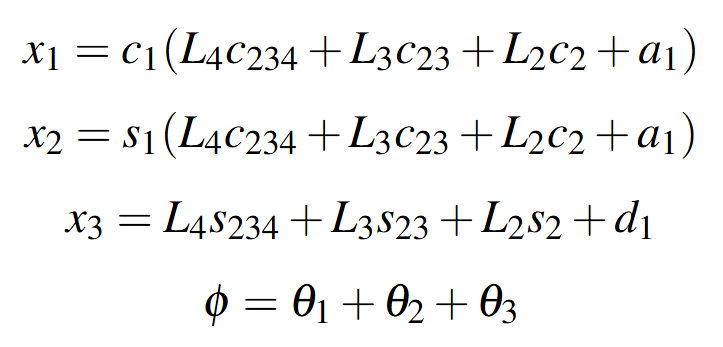 x₁ = c₁(L₄c₂₃₄ + L₃c₂₃ + L₂c₂ + a₁)
x₂ = s₁(L₄c₂₃₄ + L₃c₂₃ + L₂c₂ + a₁)
x₃ = L₄s₂₃₄ + L₃s₂₃ + L₂s₂ + d₁
ϕ = θ₁ + θ₂ + θ₃